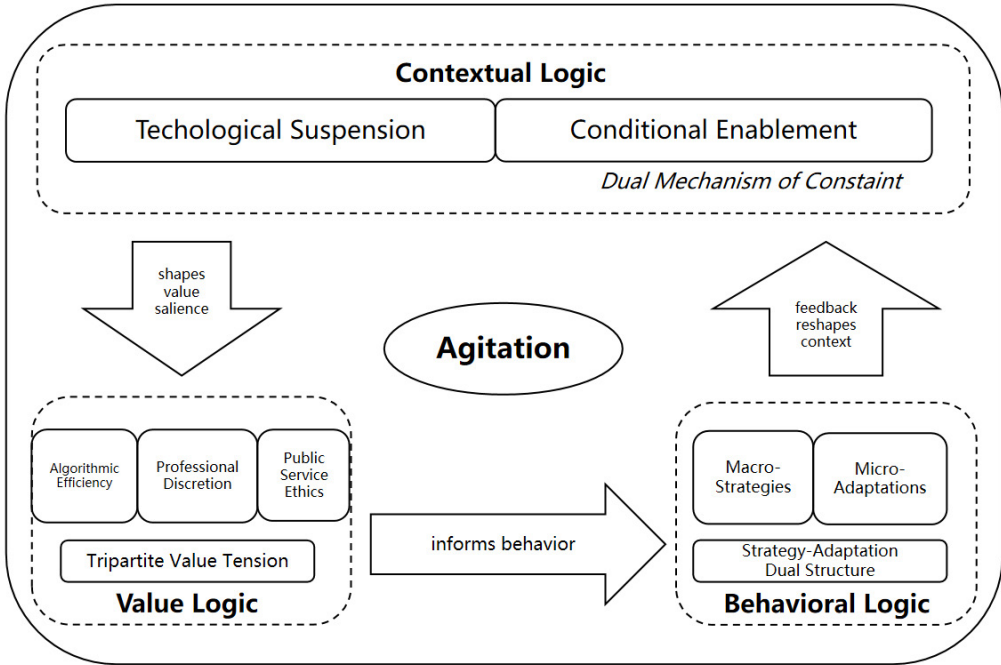 Contextual Logic
Techological Suspension
Conditional Enablement
Dual Mechanism of Constaint
shapes
value
salience
Agitation
feedback
reshapes
context
Algorithmic
Efficiency
Professional
Discretion
Public
Service
Ethics
Tripartite Value Tension
Value Logic
informs behavior
Macro-
Strategies
Micro-
Adaptations
Strategy-Adaptation
Dual Structure
Behavioral Logic